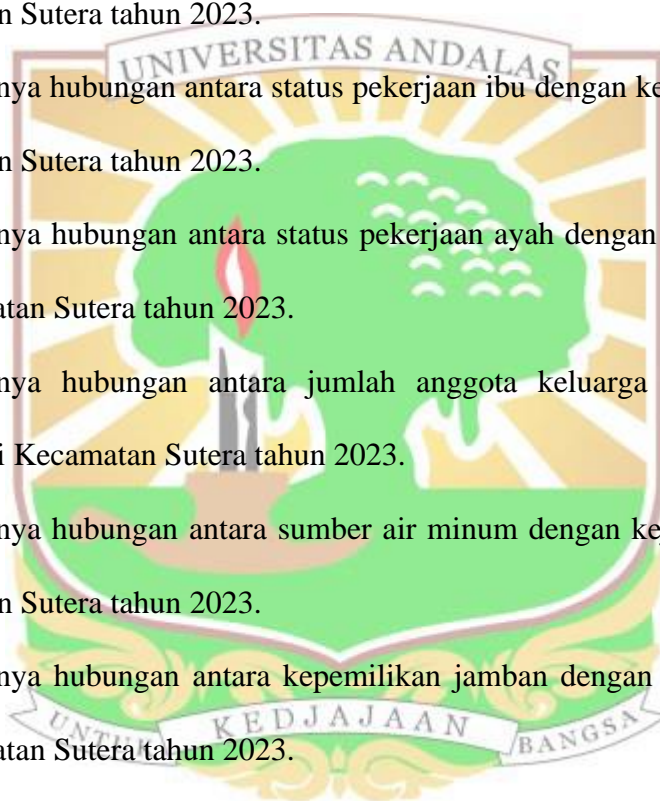 n Sutera tahun 2023.
UNIVERSITAS ANDALAS
nya hubungan antara status pekerjaan ibu dengan ke
n Sutera tahun 2023.
nya hubungan antara status pekerjaan ayah dengan
atan Sutera tahun 2023.
nya hubungan antara jumlah anggota keluarga
i Kecamatan Sutera tahun 2023.
nya hubungan antara sumber air minum dengan kej
n Sutera tahun 2023.
nya hubungan antara kepemilikan jamban dengan
UNTUK KEDJAJAAN BANGSA
atan Sutera tahun 2023.